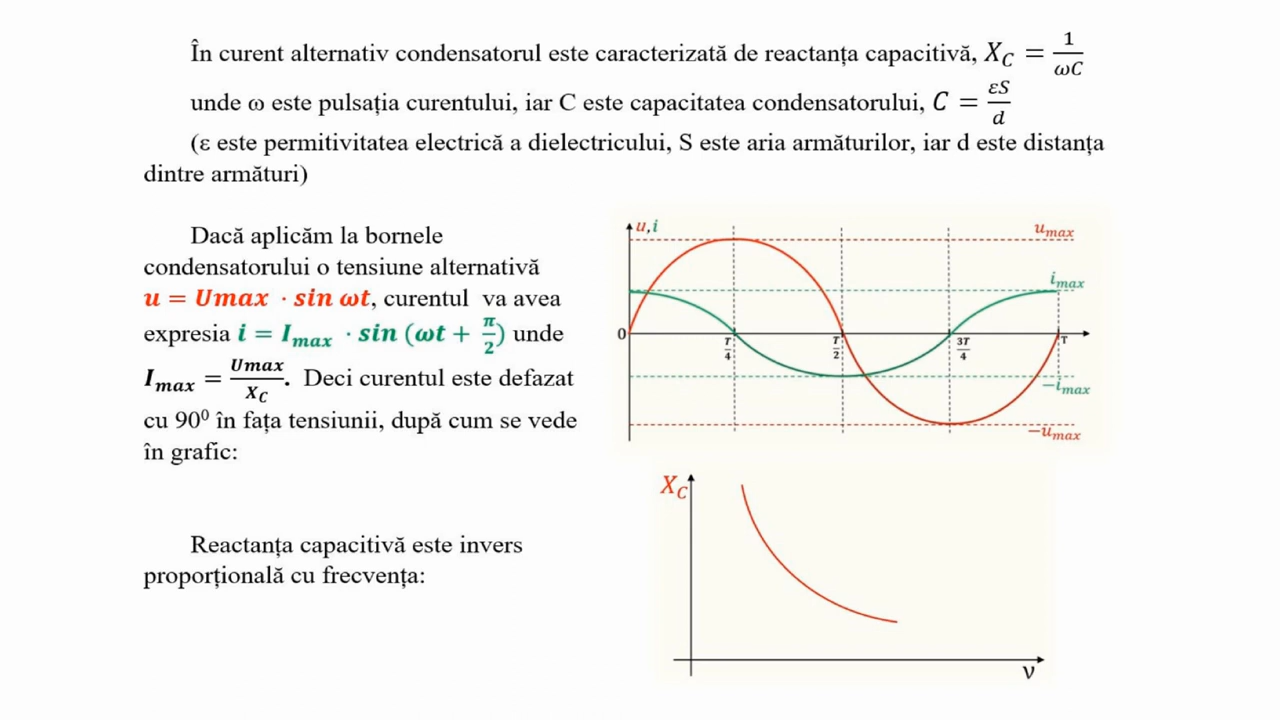 În curent alternativ condensatorul este caracterizată de reactanța capacitivă, X_C = 1/ωC
unde ω este pulsația curentului, iar C este capacitatea condensatorului, C = εS/d
(ε este permitivitatea electrică a dielectricului, S este aria armăturilor, iar d este distanța
dintre armături)
Dacă aplicăm la bornele
condensatorului o tensiune alternativă
u = Umax · sin ωt, curentul va avea
expresia i = I_max · sin (ωt + π/2) unde
I_max = Umax/X_C. Deci curentul este defazat
cu 90⁰ în fața tensiunii, după cum se vede
în grafic:
u,i
u_max
i_max
0
T/4
T/2
3T/4
T
−i_max
−u_max
Reactanța capacitivă este invers
proporțională cu frecvența:
X_C
ν